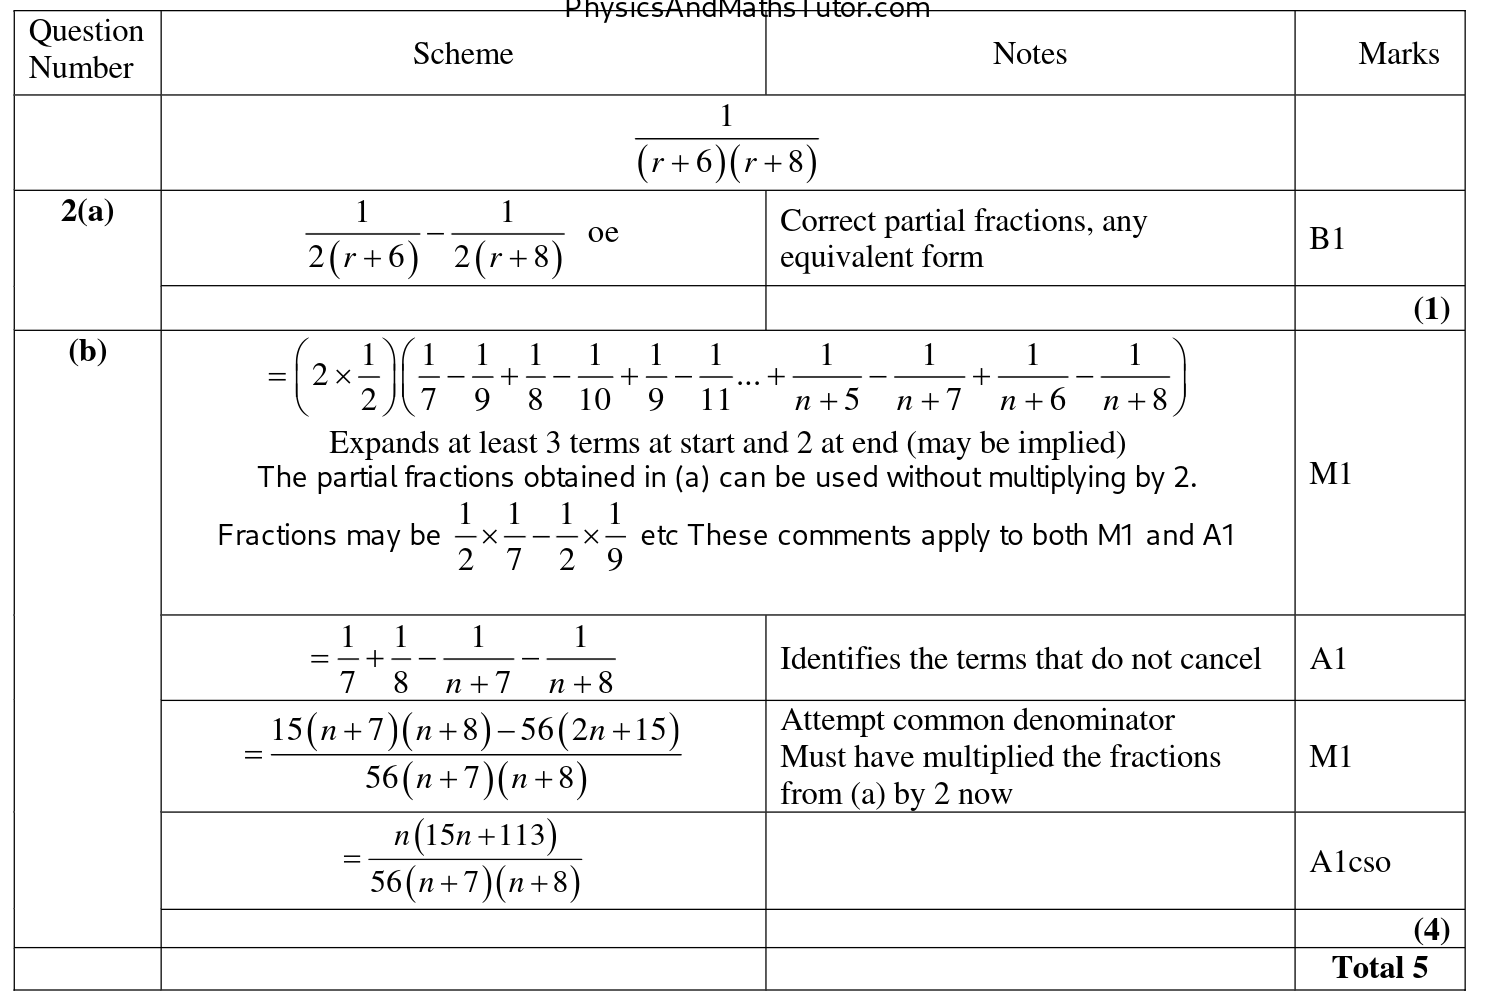 PhysicsAndMathsTutor.com
Question Number | Scheme | Notes | Marks
\frac{1}{(r+6)(r+8)}
2(a) | \frac{1}{2(r+6)} - \frac{1}{2(r+8)} oe | Correct partial fractions, any equivalent form | B1
(1)
(b) | = \left(2 \times \frac{1}{2}\right)\left(\frac{1}{7} - \frac{1}{9} + \frac{1}{8} - \frac{1}{10} + \frac{1}{9} - \frac{1}{11} ... + \frac{1}{n+5} - \frac{1}{n+7} + \frac{1}{n+6} - \frac{1}{n+8}\right)
Expands at least 3 terms at start and 2 at end (may be implied)
The partial fractions obtained in (a) can be used without multiplying by 2.
Fractions may be \frac{1}{2} \times \frac{1}{7} - \frac{1}{2} \times \frac{1}{9} etc These comments apply to both M1 and A1 | M1
= \frac{1}{7} + \frac{1}{8} - \frac{1}{n+7} - \frac{1}{n+8} | Identifies the terms that do not cancel | A1
= \frac{15(n+7)(n+8) - 56(2n+15)}{56(n+7)(n+8)} | Attempt common denominator
Must have multiplied the fractions from (a) by 2 now | M1
= \frac{n(15n+113)}{56(n+7)(n+8)} | A1cso
(4)
Total 5